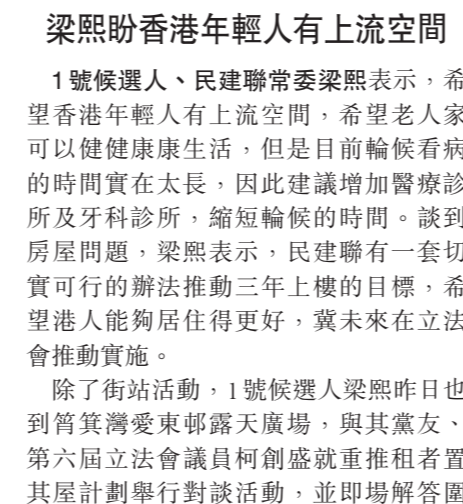 梁熙盼香港年輕人有上流空間
1號候選人、民建聯常委梁熙表示，希
望香港年輕人有上流空間，希望老人家
可以健健康康生活，但是目前輪候看病
的時間實在太長，因此建議增加醫療診
所及牙科診所，縮短輪候的時間。談到
房屋問題，梁熙表示，民建聯有一套切
實可行的辦法推動三年上樓的目標，希
望港人能夠居住得更好，冀未來在立法
會推動實施。
除了街站活動，1號候選人梁熙昨日也
到筲箕灣愛東邨露天廣場，與其黨友、
第六屆立法會議員柯創盛就重推租者置
其屋計劃舉行對談活動，並即場解答圍